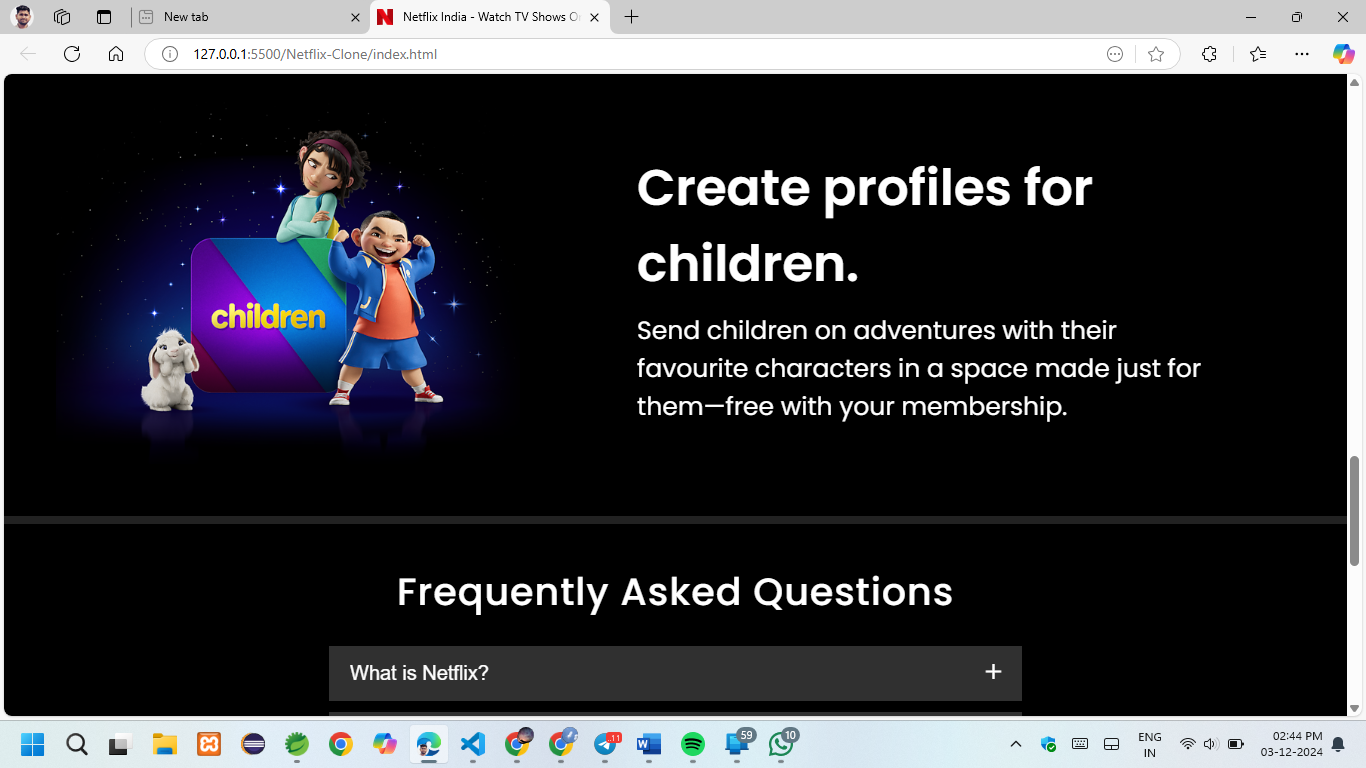 New tab
Netflix India - Watch TV Shows O
127.0.0.1:5500/Netflix-Clone/index.html
children
Create profiles for
children.
Send children on adventures with their
favourite characters in a space made just for
them—free with your membership.
Frequently Asked Questions
What is Netflix? +
.11
59
10
ENG
IN
02:44 PM
03-12-2024